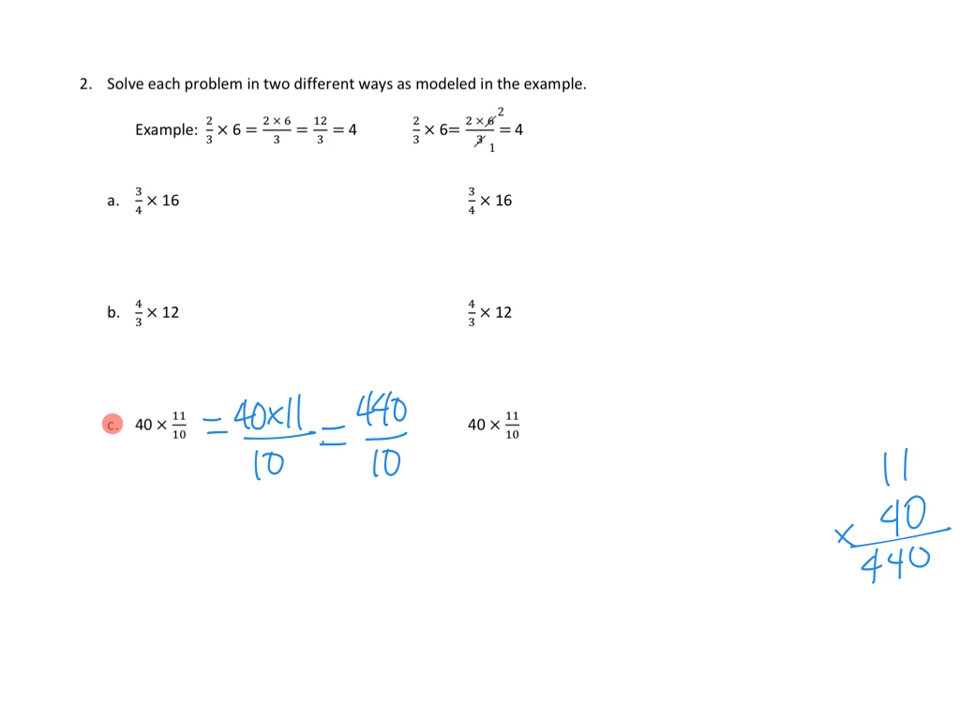 2. Solve each problem in two different ways as modeled in the example.
Example: 2/3 × 6 = (2 × 6)/3 = 12/3 = 4    2/3 × 6= (2 × 6 2)/(3 1) = 4
a. 3/4 × 16    3/4 × 16
b. 4/3 × 12    4/3 × 12
c. 40 × 11/10 = 40×11/10 = 440/10    40 × 11/10
11
× 40
440